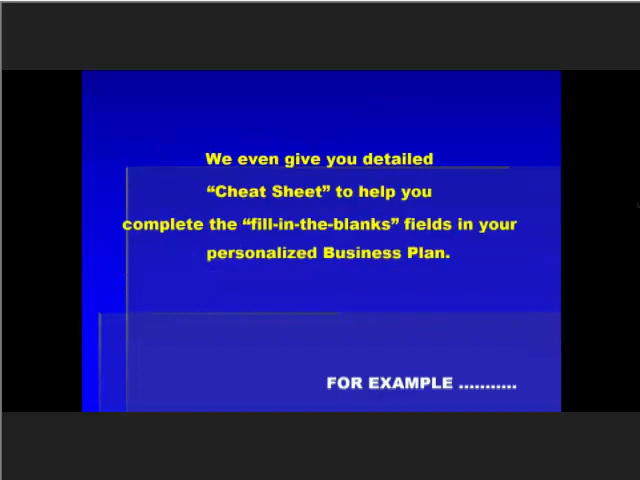 We even give you detailed
“Cheat Sheet” to help you
complete the “fill-in-the-blanks” fields in your
personalized Business Plan.
FOR EXAMPLE ...........